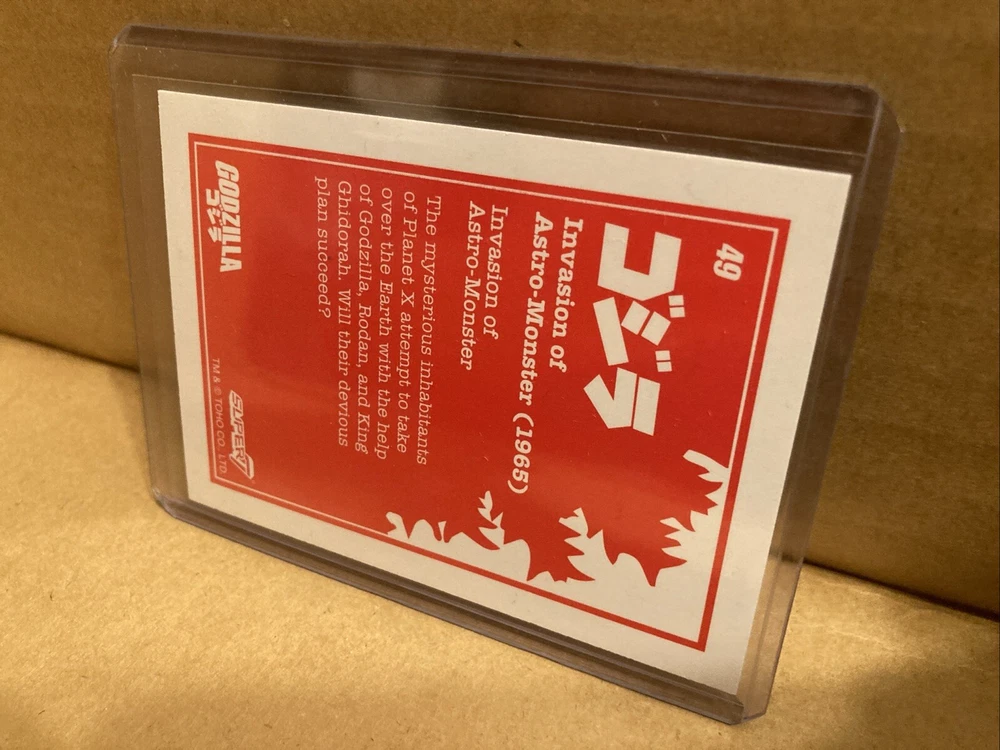 49
ゴジラ
Invasion of
Astro-Monster (1965)
Invasion of
Astro-Monster
The mysterious inhabitants
of Planet X attempt to take
over the Earth with the help
of Godzilla, Rodan, and King
Ghidorah. Will their devious
plan succeed?
GODZILLA
ゴジラ
SUPER7
TM & © TOHO CO., LTD.